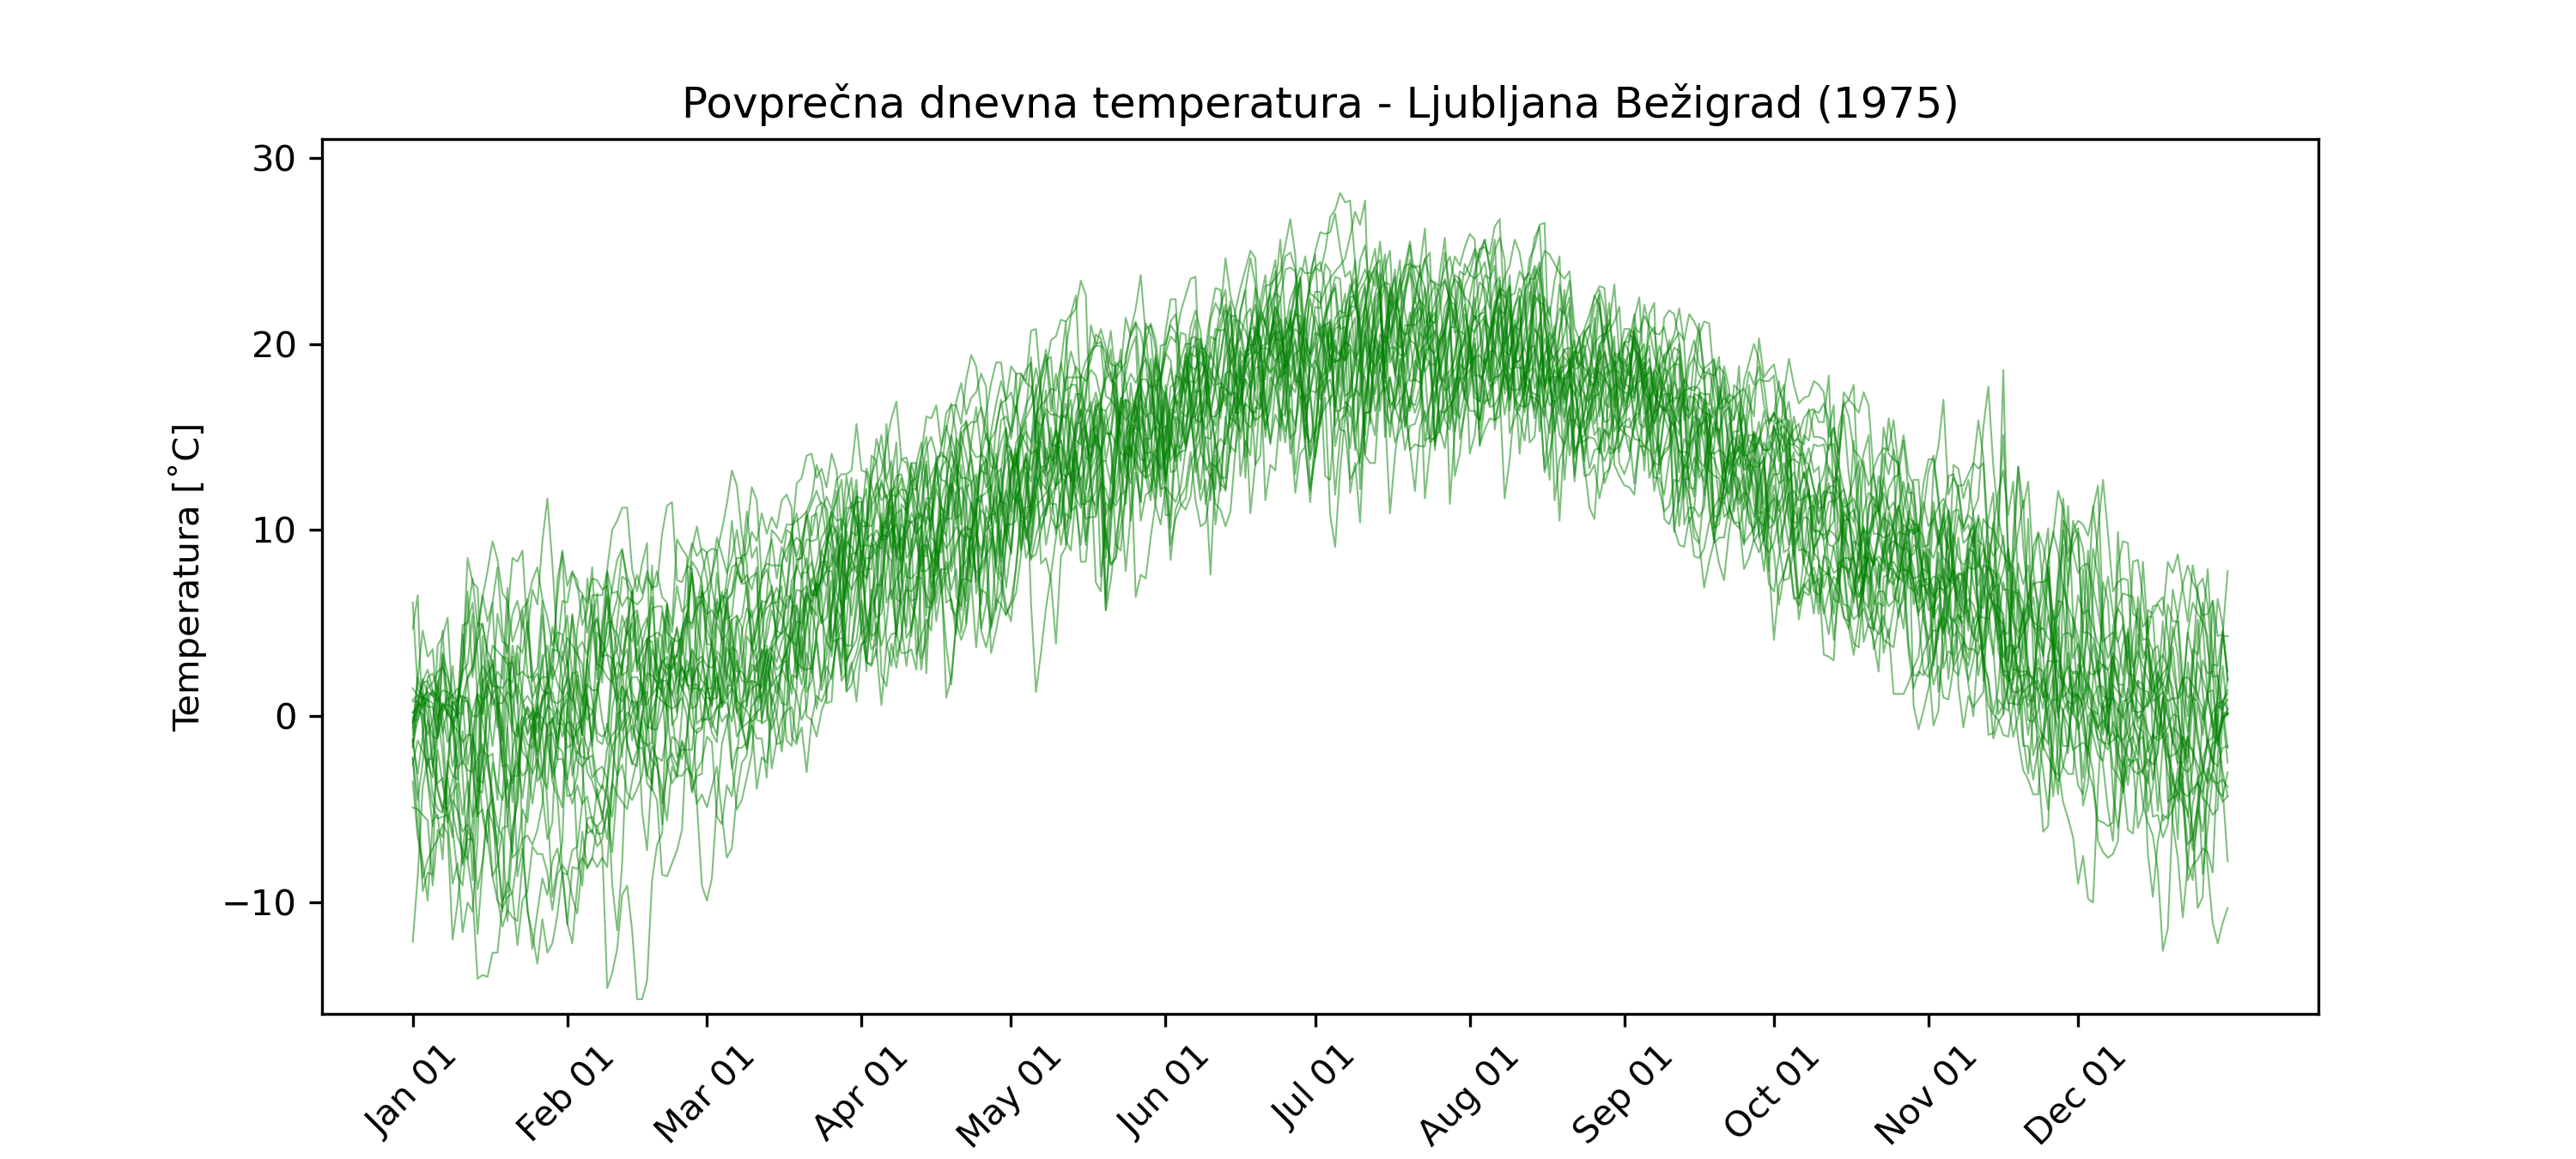 Povprečna dnevna temperatura - Ljubljana Bežigrad (1975)
Temperatura [˚C]
30
20
10
0
−10
Jan 01
Feb 01
Mar 01
Apr 01
May 01
Jun 01
Jul 01
Aug 01
Sep 01
Oct 01
Nov 01
Dec 01